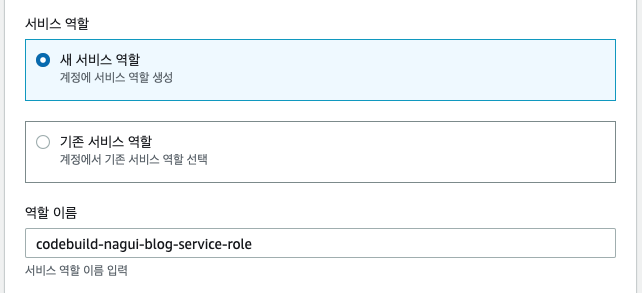 서비스 역할
새 서비스 역할
계정에 서비스 역할 생성
기존 서비스 역할
계정에서 기존 서비스 역할 선택
역할 이름
codebuild-nagui-blog-service-role
서비스 역할 이름 입력